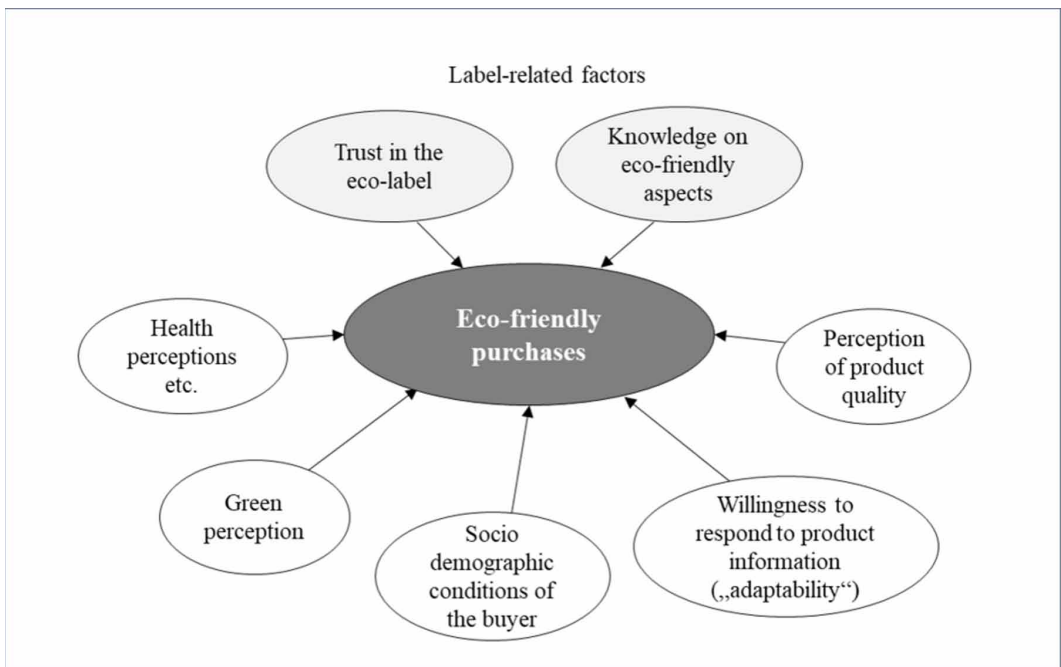 Label-related factors
Trust in the
eco-label
Knowledge on
eco-friendly
aspects
Eco-friendly
purchases
Health
perceptions
etc.
Perception
of product
quality
Green
perception
Socio
demographic
conditions of
the buyer
Willingness to
respond to product
information
(„adaptability“)